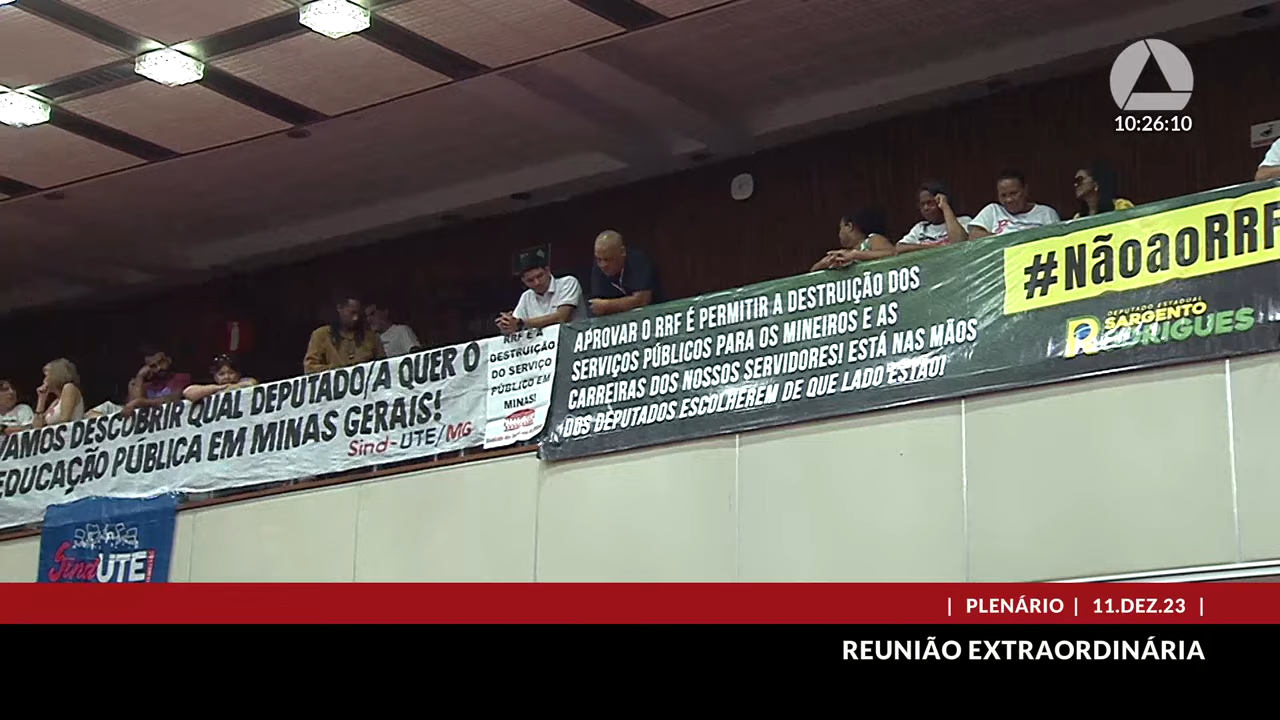 10:26:10
#NãoaoRRF
DEPUTADO ESTADUAL
SARGENTO
RODRIGUES
APROVAR O RRF É PERMITIR A DESTRUIÇÃO DOS
SERVIÇOS PÚBLICOS PARA OS MINEIROS E AS
CARREIRAS DOS NOSSOS SERVIDORES! ESTÁ NAS MÃOS
DOS DEPUTADOS ESCOLHEREM DE QUE LADO ESTÃO!
RRF É
DESTRUIÇÃO
DO SERVIÇO
PÚBLICO EM
MINAS!
VAMOS DESCOBRIR QUAL DEPUTADO/A QUER O
EDUCAÇÃO PÚBLICA EM MINAS GERAIS!
Sind-UTE/MG
Sind UTE
| PLENÁRIO | 11.DEZ.23 |
REUNIÃO EXTRAORDINÁRIA